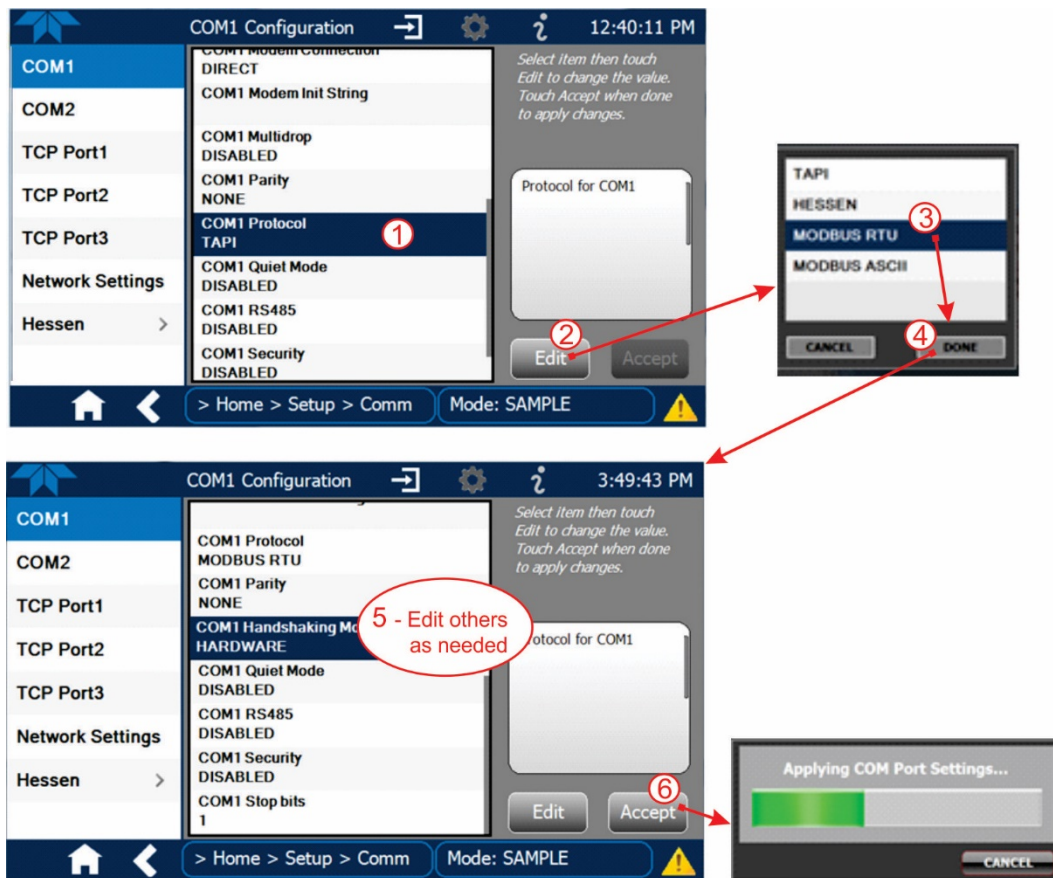 COM1 Configuration
12:40:11 PM
COM1
COM2
TCP Port1
TCP Port2
TCP Port3
Network Settings
Hessen >
COM1 Modem Connection
DIRECT
COM1 Modem Init String
COM1 Multidrop
DISABLED
COM1 Parity
NONE
COM1 Protocol
TAPI
1
COM1 Quiet Mode
DISABLED
COM1 RS485
DISABLED
COM1 Security
DISABLED
Select item then touch
Edit to change the value.
Touch Accept when done
to apply changes.
Protocol for COM1
2
Edit
Accept
> Home > Setup > Comm
Mode: SAMPLE
TAPI
HESSEN
3
MODBUS RTU
MODBUS ASCII
4
CANCEL
DONE
COM1 Configuration
3:49:43 PM
COM1
COM2
TCP Port1
TCP Port2
TCP Port3
Network Settings
Hessen >
COM1 Protocol
MODBUS RTU
COM1 Parity
NONE
COM1 Handshaking Mo
HARDWARE
COM1 Quiet Mode
DISABLED
COM1 RS485
DISABLED
COM1 Security
DISABLED
COM1 Stop bits
1
5 - Edit others
as needed
Select item then touch
Edit to change the value.
Touch Accept when done
to apply changes.
rotocol for COM1
6
Edit
Accept
> Home > Setup > Comm
Mode: SAMPLE
Applying COM Port Settings...
CANCEL